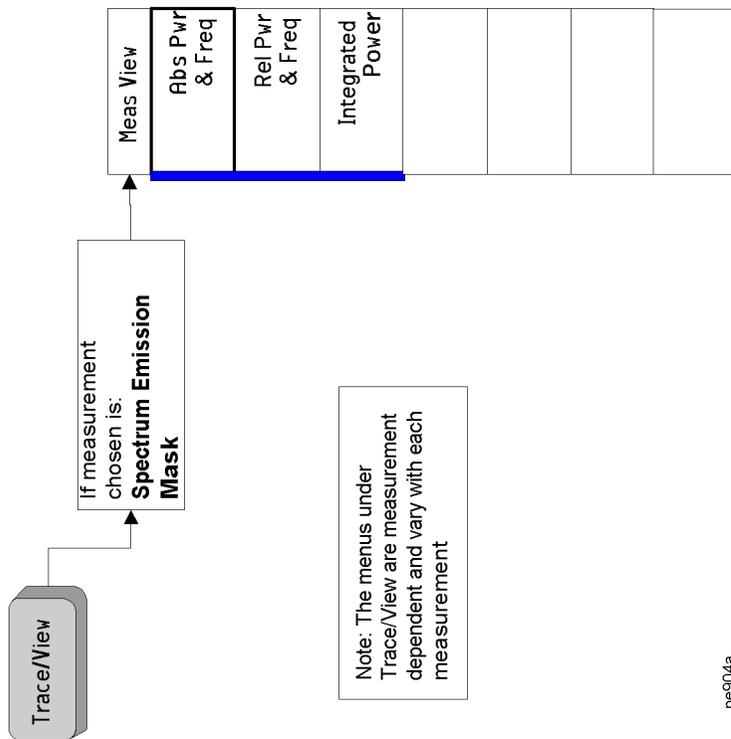 Trace/View
If measurement
chosen is:
Spectrum Emission
Mask
Meas View
Abs Pwr
& Freq
Rel Pwr
& Freq
Integrated
Power
Note: The menus under
Trace/View are measurement
dependent and vary with each
measurement
pe904a